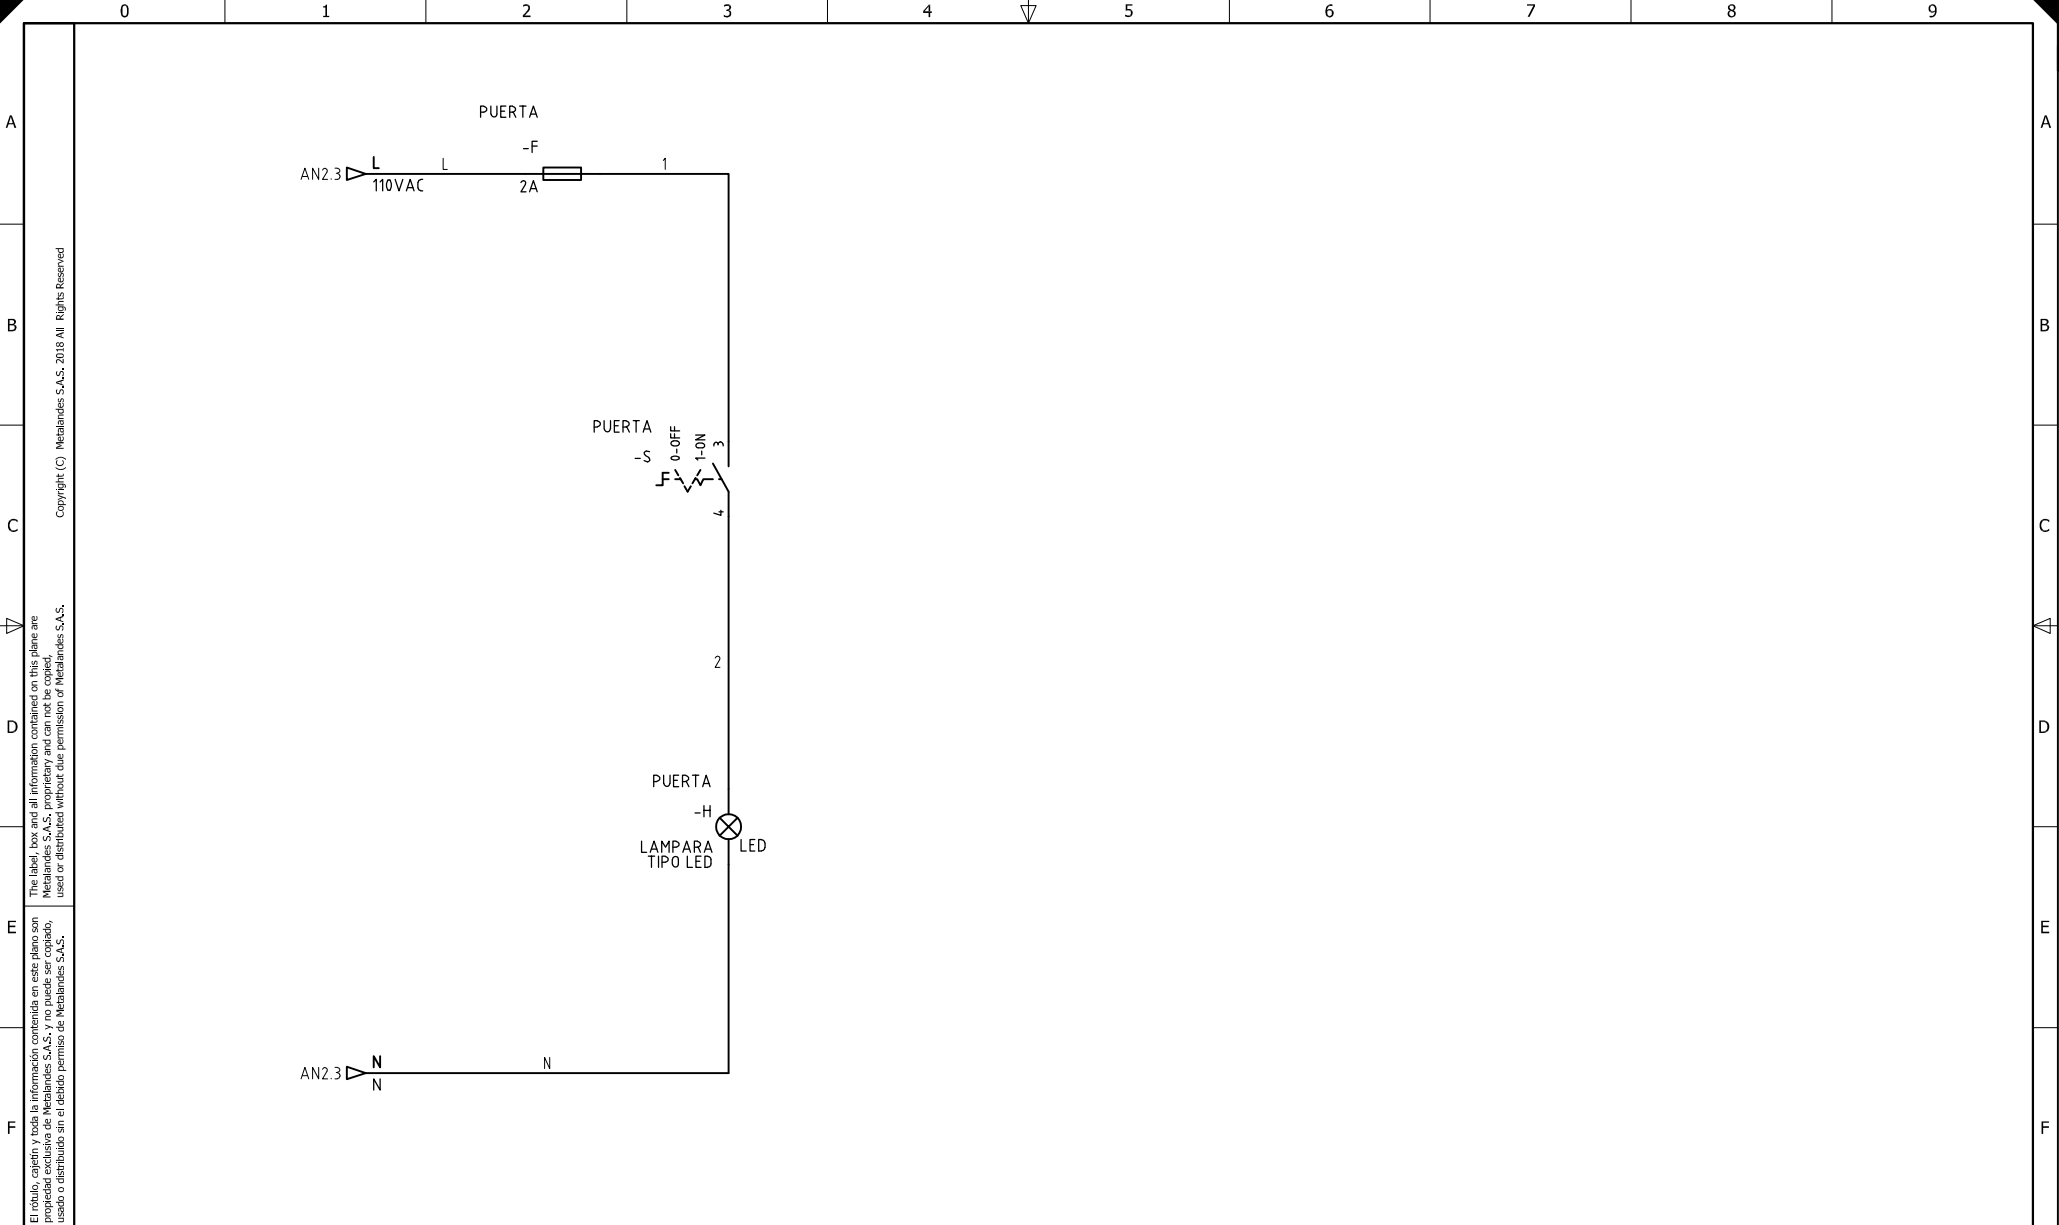 0 1 2 3 4 5 6 7 8 9
A A
B B
C C
D D
E E
F F
PUERTA
-F
AN2.3 L L 1
110VAC 2A
PUERTA
-S
0-OFF
1-ON
3
4
2
PUERTA
-H
LAMPARA LED
TIPO LED
AN2.3 N N
N
Copyright (C) Metalandes S.A.S. 2018 All Rights Reserved
The label, box and all information contained on this plane are
Metalandes S.A.S. proprietary and can not be copied,
used or distributed without due permission of Metalandes S.A.S.
El rótulo, cajetín y toda la información contenida en este plano son
propiedad exclusiva de Metalandes S.A.S. y no puede ser copiado,
usado o distribuido sin el debido permiso de Metalandes S.A.S.